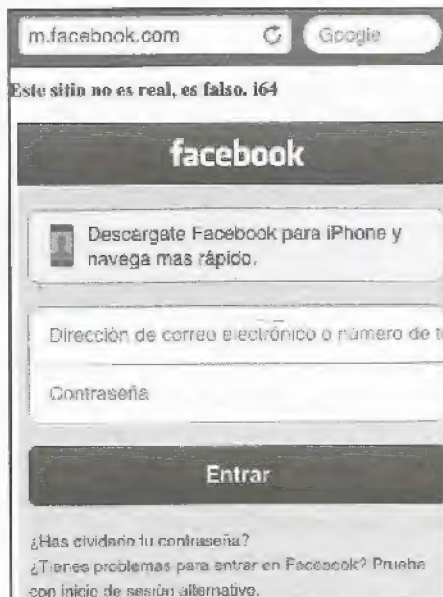 m.facebook.com
Google
Este sitio no es real, es falso. i64
facebook
Descargate Facebook para iPhone y
navega mas rápido.
Dirección de correo electrónico o número de t
Contraseña
Entrar
¿Has olvidado tu contraseña?
¿Tienes problemas para entrar en Facebook? Prueba
con inicio de sesión alternativo.